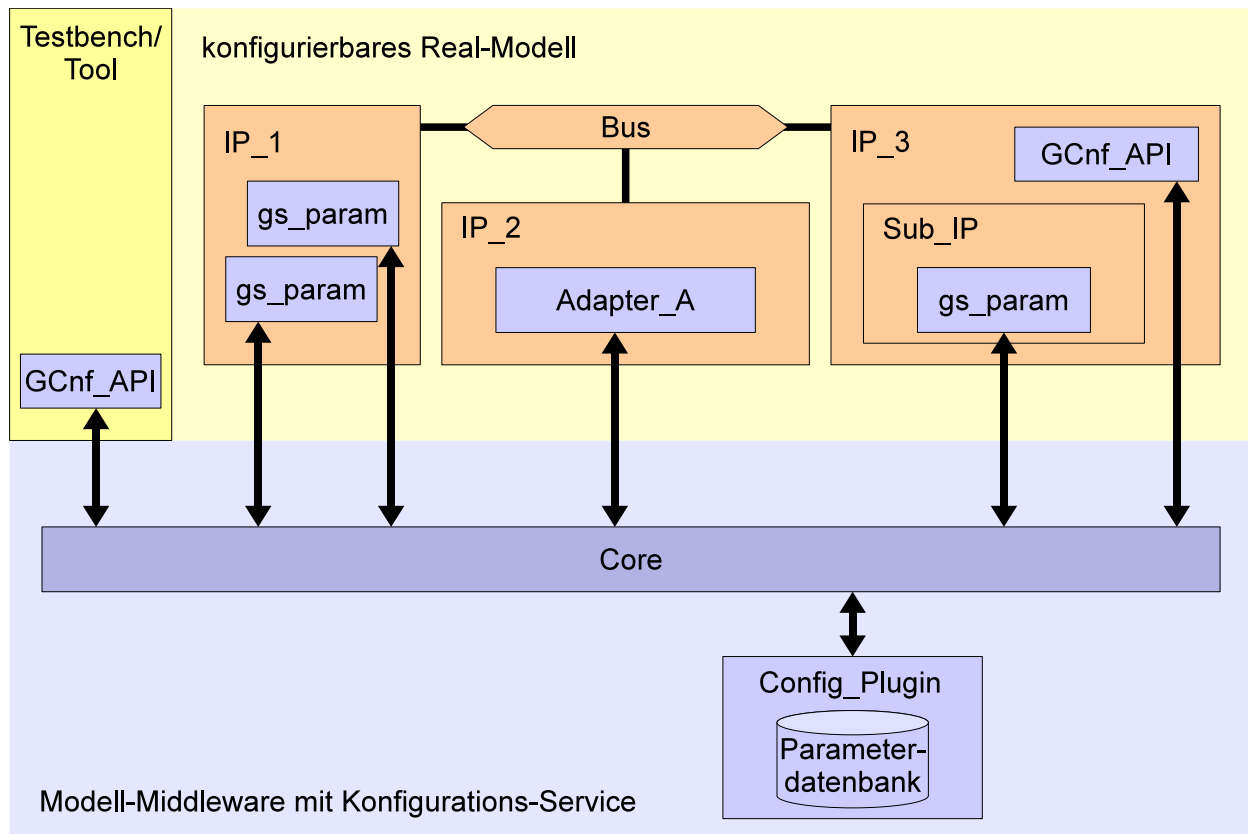 Testbench/
Tool
konfigurierbares Real-Modell
Bus
IP_1
gs_param
gs_param
IP_2
Adapter_A
IP_3
GCnf_API
Sub_IP
gs_param
GCnf_API
Core
Config_Plugin
Parameter-
datenbank
Modell-Middleware mit Konfigurations-Service